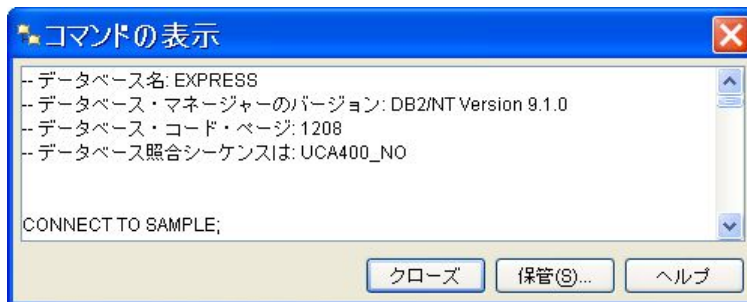 コマンドの表示
-- データベース名: EXPRESS
-- データベース・マネージャーのバージョン: DB2/NT Version 9.1.0
-- データベース・コード・ページ: 1208
-- データベース照合シーケンスは: UCA400_NO
CONNECT TO SAMPLE;
クローズ 保管(S)... ヘルプ